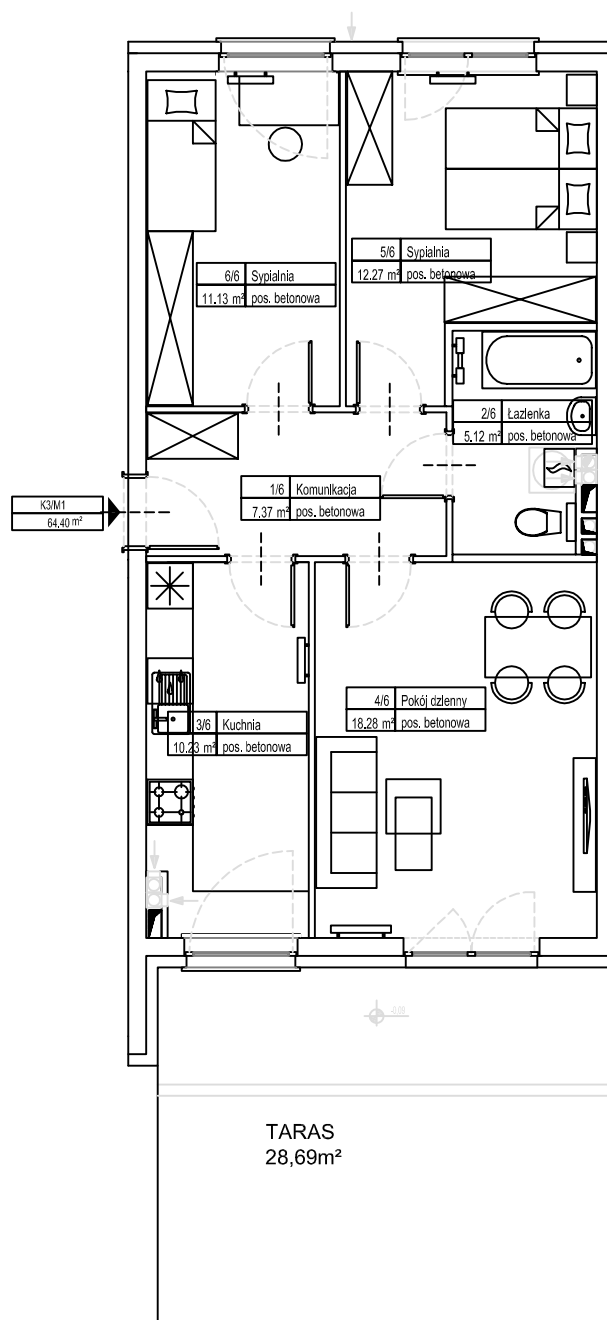 5/6 Sypialnia
12.27 m² pos. betonowa
6/6 Sypialnia
11.13 m² pos. betonowa
2/6 Łazienka
5.12 m² pos. betonowa
1/6 Komunikacja
7.37 m² pos. betonowa
K3/M1
64.40 m²
4/6 Pokój dzienny
18.28 m² pos. betonowa
3/6 Kuchnia
10.23 m² pos. betonowa
-0.09
TARAS
28,69m²